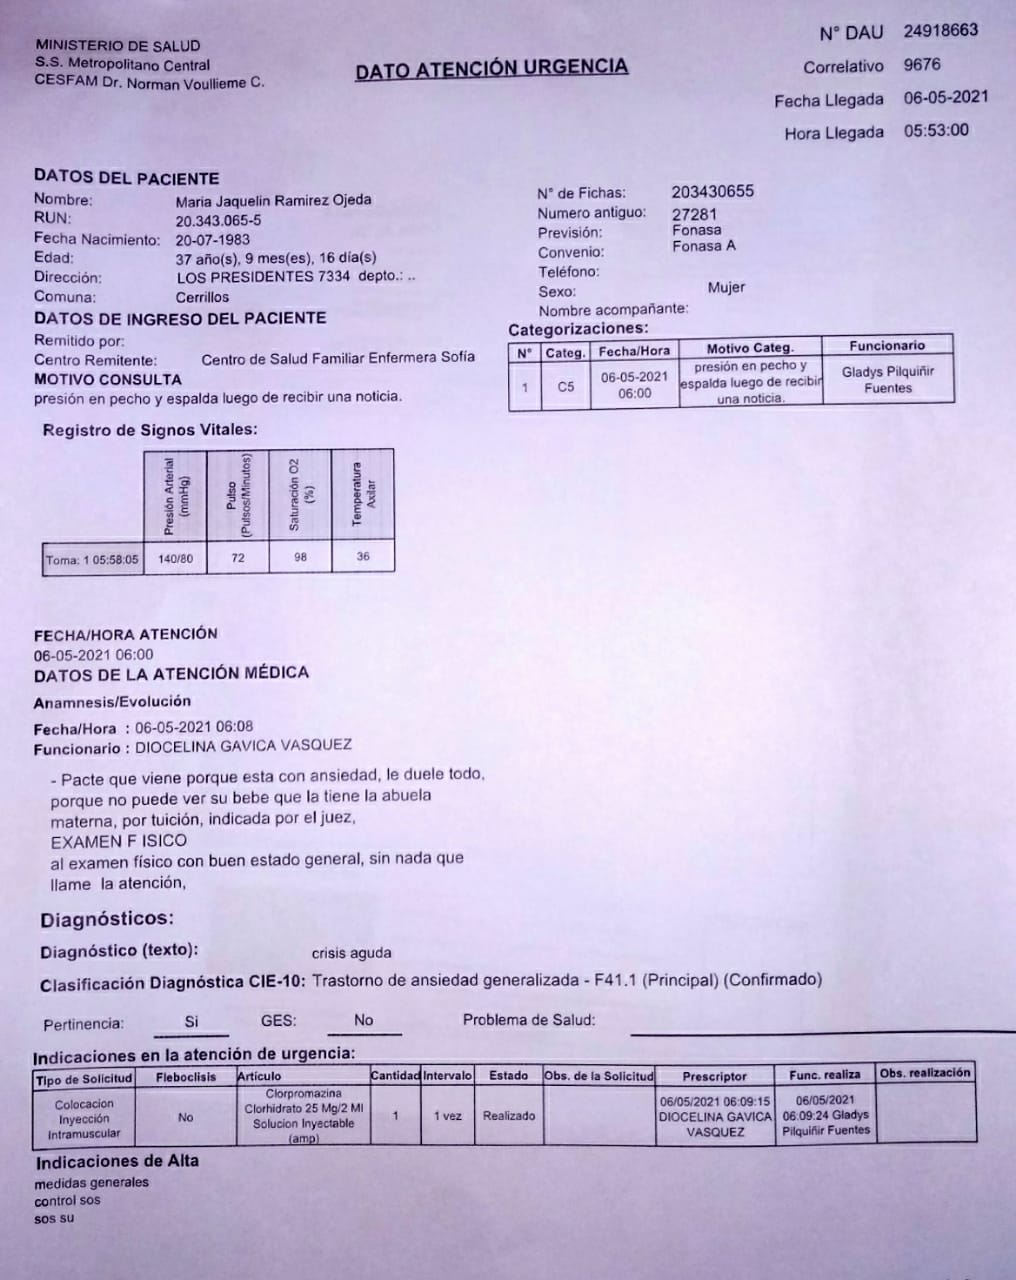 MINISTERIO DE SALUD
S.S. Metropolitano Central
CESFAM Dr. Norman Voullieme C.
DATO ATENCIÓN URGENCIA
N° DAU 24918663
Correlativo 9676
Fecha Llegada 06-05-2021
Hora Llegada 05:53:00
DATOS DEL PACIENTE
Nombre: Maria Jaquelin Ramirez Ojeda
RUN: 20.343.065-5
Fecha Nacimiento: 20-07-1983
Edad: 37 año(s), 9 mes(es), 16 día(s)
Dirección: LOS PRESIDENTES 7334 depto.: ..
Comuna: Cerrillos
N° de Fichas: 203430655
Numero antiguo: 27281
Previsión: Fonasa
Convenio: Fonasa A
Teléfono:
Sexo: Mujer
Nombre acompañante:
DATOS DE INGRESO DEL PACIENTE
Remitido por:
Centro Remitente: Centro de Salud Familiar Enfermera Sofía
MOTIVO CONSULTA
presión en pecho y espalda luego de recibir una noticia.
Categorizaciones:
N° Categ. Fecha/Hora Motivo Categ. Funcionario
1 C5 06-05-2021 06:00 presión en pecho y espalda luego de recibir una noticia. Gladys Pilquiñir Fuentes
Registro de Signos Vitales:
Presión Arterial (mmHg) Pulso (Pulsos/Minutos) Saturación O2 (%) Temperatura Axilar
Toma: 1 05:58:05 140/80 72 98 36
FECHA/HORA ATENCIÓN
06-05-2021 06:00
DATOS DE LA ATENCIÓN MÉDICA
Anamnesis/Evolución
Fecha/Hora : 06-05-2021 06:08
Funcionario : DIOCELINA GAVICA VASQUEZ
- Pacte que viene porque esta con ansiedad, le duele todo,
porque no puede ver su bebe que la tiene la abuela
materna, por tuición, indicada por el juez,
EXAMEN F ISICO
al examen físico con buen estado general, sin nada que
llame la atención,
Diagnósticos:
Diagnóstico (texto): crisis aguda
Clasificación Diagnóstica CIE-10: Trastorno de ansiedad generalizada - F41.1 (Principal) (Confirmado)
Pertinencia: Si GES: No Problema de Salud:
Indicaciones en la atención de urgencia:
Tipo de Solicitud Fleboclisis Artículo Cantidad Intervalo Estado Obs. de la Solicitud Prescriptor Func. realiza Obs. realización
Colocacion Inyección Intramuscular No Clorpromazina Clorhidrato 25 Mg/2 Ml Solucion Inyectable (amp) 1 1 vez Realizado 06/05/2021 06:09:15 DIOCELINA GAVICA VASQUEZ 06/05/2021 06:09:24 Gladys Pilquiñir Fuentes
Indicaciones de Alta
medidas generales
control sos
sos su